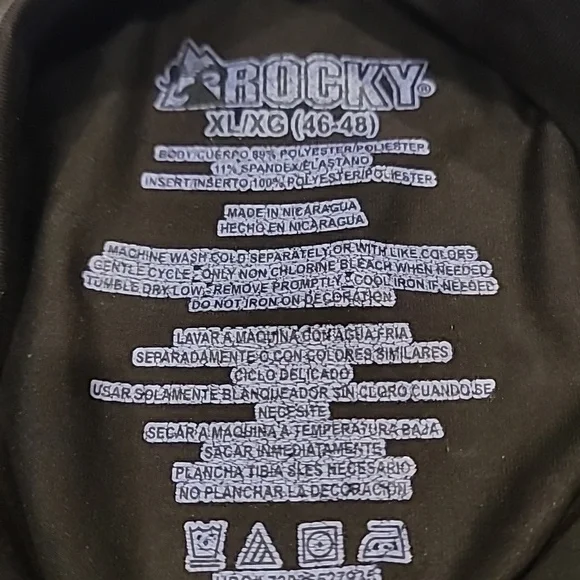 ROCKY®
XL/XG (46-48)
BODY/CUERPO 89% POLYESTER/POLIESTER
11% SPANDEX/ELASTANO
INSERT/INSERTO 100% POLYESTER/POLIESTER
MADE IN NICARAGUA
HECHO EN NICARAGUA
MACHINE WASH COLD SEPARATELY OR WITH LIKE COLORS
GENTLE CYCLE, ONLY NON CHLORINE BLEACH WHEN NEEDED
TUMBLE DRY LOW, REMOVE PROMPTLY, COOL IRON IF NEEDED
DO NOT IRON ON DECORATION
LAVAR A MAQUINA CON AGUA FRIA
SEPARADAMENTE O CON COLORES SIMILARES
CICLO DELICADO
USAR SOLAMENTE BLANQUEADOR SIN CLORO CUANDO SE
NECESITE
SECAR A MAQUINA A TEMPERATURA BAJA
SACAR INMEDIATAMENTE
PLANCHA TIBIA SI ES NECESARIO
NO PLANCHAR LA DECORACION